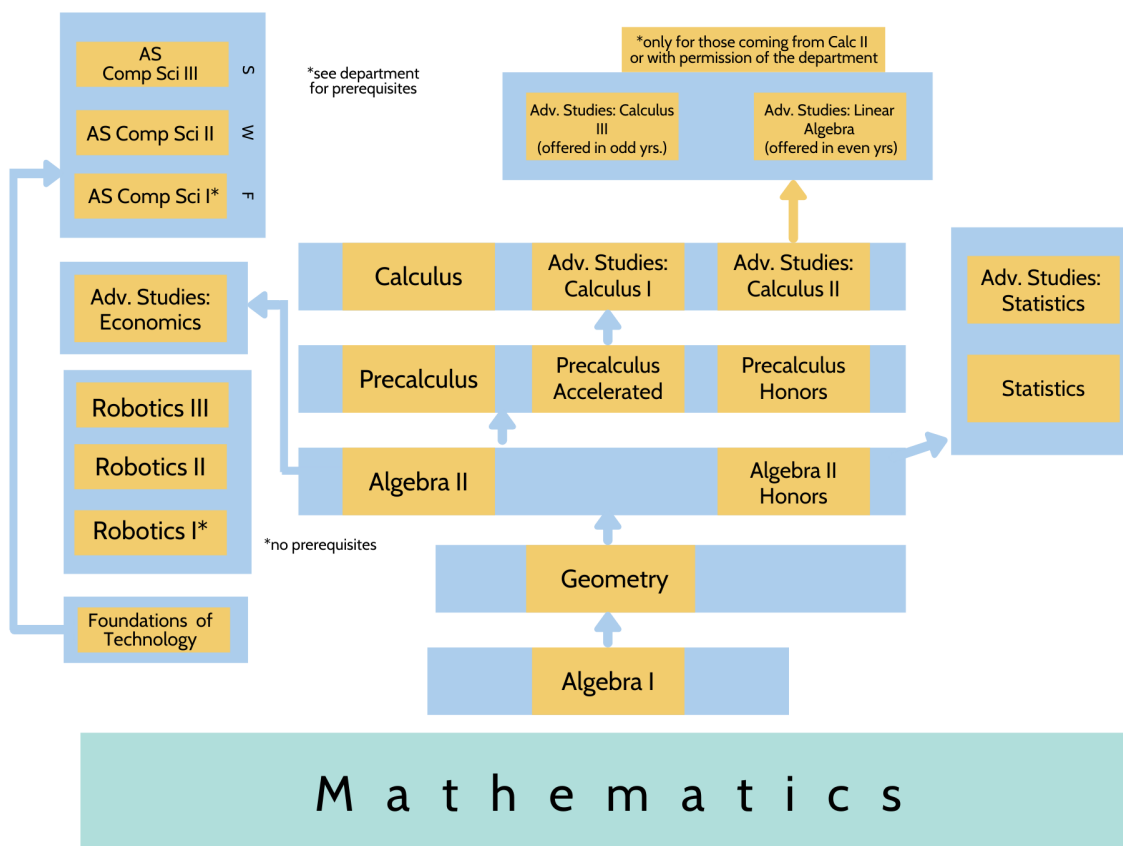 AS
Comp Sci III
S
AS Comp Sci II
W
AS Comp Sci I*
F
*see department
for prerequisites
*only for those coming from Calc II
or with permission of the department
Adv. Studies: Calculus
III
(offered in odd yrs.)
Adv. Studies: Linear
Algebra
(offered in even yrs)
Calculus
Adv. Studies:
Calculus I
Adv. Studies:
Calculus II
Adv. Studies:
Statistics
Statistics
Adv. Studies:
Economics
Precalculus
Precalculus
Accelerated
Precalculus
Honors
Robotics III
Robotics II
Robotics I*
*no prerequisites
Algebra II
Algebra II
Honors
Geometry
Foundations of
Technology
Algebra I
Mathematics